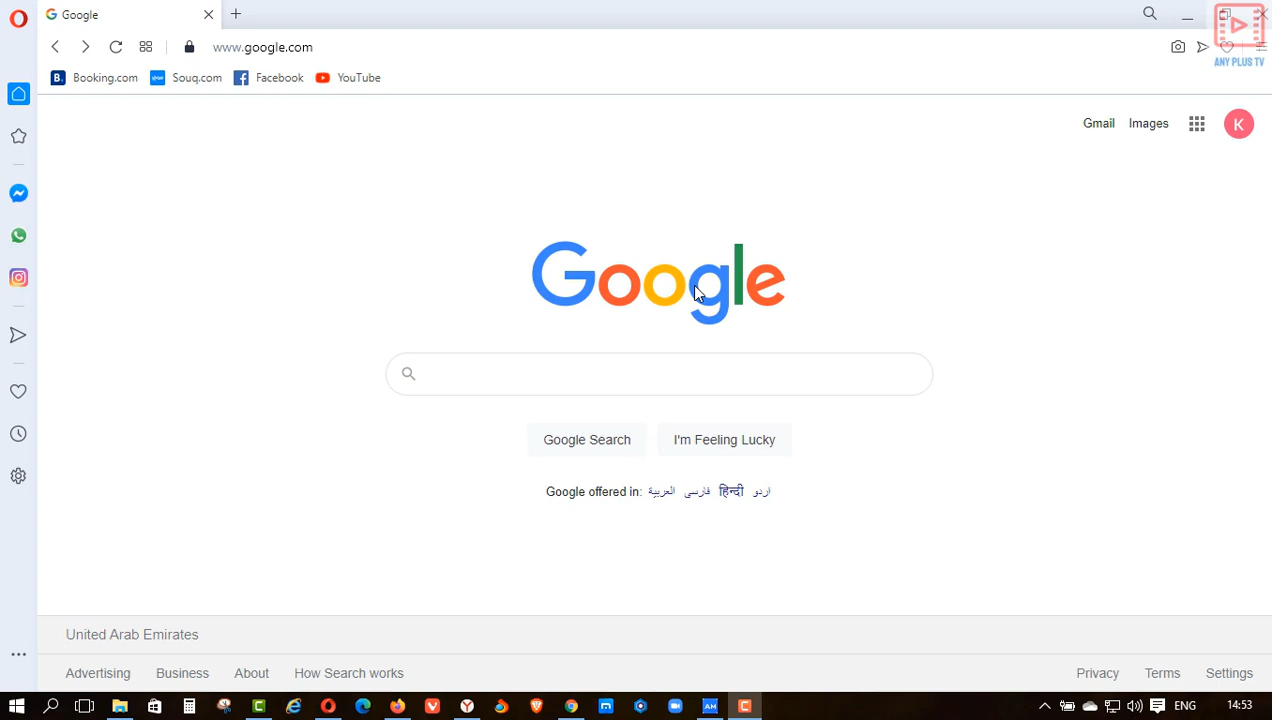 Google
www.google.com
Booking.com Souq.com Facebook YouTube
ANY PLUS TV
Gmail Images K
Google
Google Search I'm Feeling Lucky
Google offered in: العربية فارسی हिन्दी اردو
United Arab Emirates
Advertising Business About How Search works Privacy Terms Settings
AM ENG 14:53